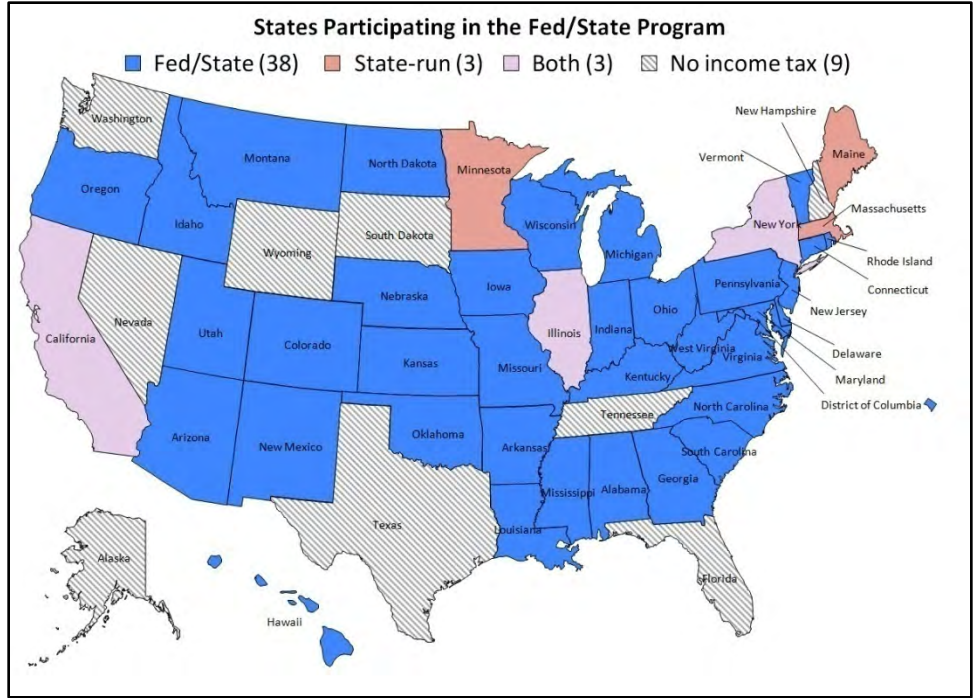 States Participating in the Fed/State Program
Fed/State (38) State-run (3) Both (3) No income tax (9)
Washington
New Hampshire
Montana
North Dakota
Minnesota
Vermont
Maine
Oregon
Idaho
Wyoming
South Dakota
Wisconsin
Michigan
New York
Massachusetts
Rhode Island
Connecticut
New Jersey
Delaware
Maryland
District of Columbia
Nebraska
Iowa
Pennsylvania
Ohio
Indiana
Illinois
Nevada
Utah
Colorado
California
Kansas
Missouri
West Virginia
Virginia
Kentucky
Tennessee
North Carolina
South Carolina
Arizona
New Mexico
Oklahoma
Arkansas
Mississippi
Alabama
Georgia
Texas
Louisiana
Florida
Alaska
Hawaii